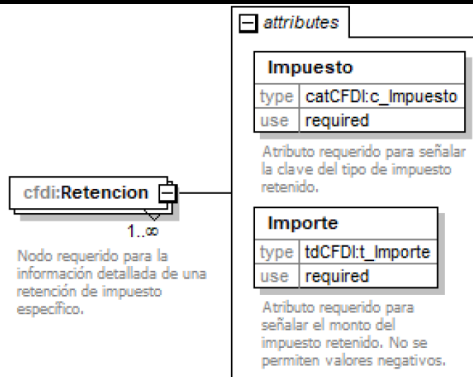 attributes
Impuesto
type catCFDI:c_Impuesto
use required
Atributo requerido para señalar
la clave del tipo de impuesto
retenido.
cfdi:Retencion
1..∞
Nodo requerido para la
información detallada de una
retención de impuesto
específico.
Importe
type tdCFDI:t_Importe
use required
Atributo requerido para
señalar el monto del
impuesto retenido. No se
permiten valores negativos.